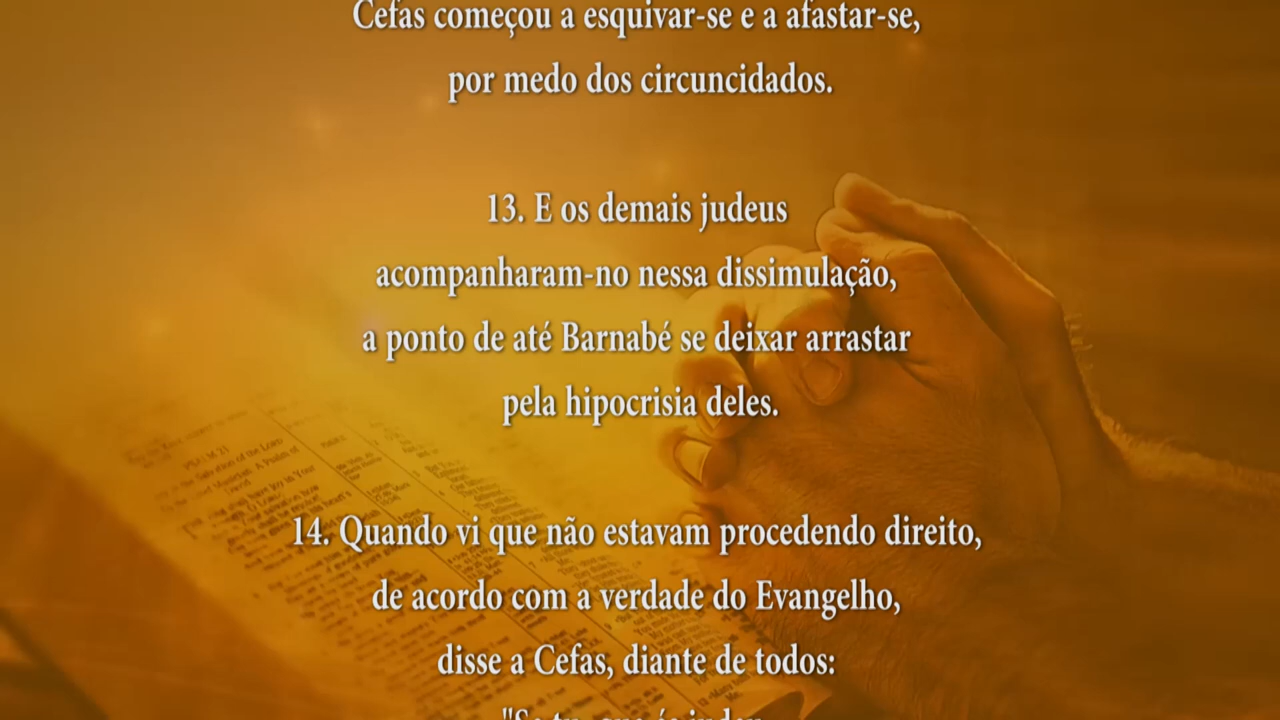 Cefas começou a esquivar-se e a afastar-se,
por medo dos circuncidados.
13. E os demais judeus
acompanharam-no nessa dissimulação,
a ponto de até Barnabé se deixar arrastar
pela hipocrisia deles.
14. Quando vi que não estavam procedendo direito,
de acordo com a verdade do Evangelho,
disse a Cefas, diante de todos: